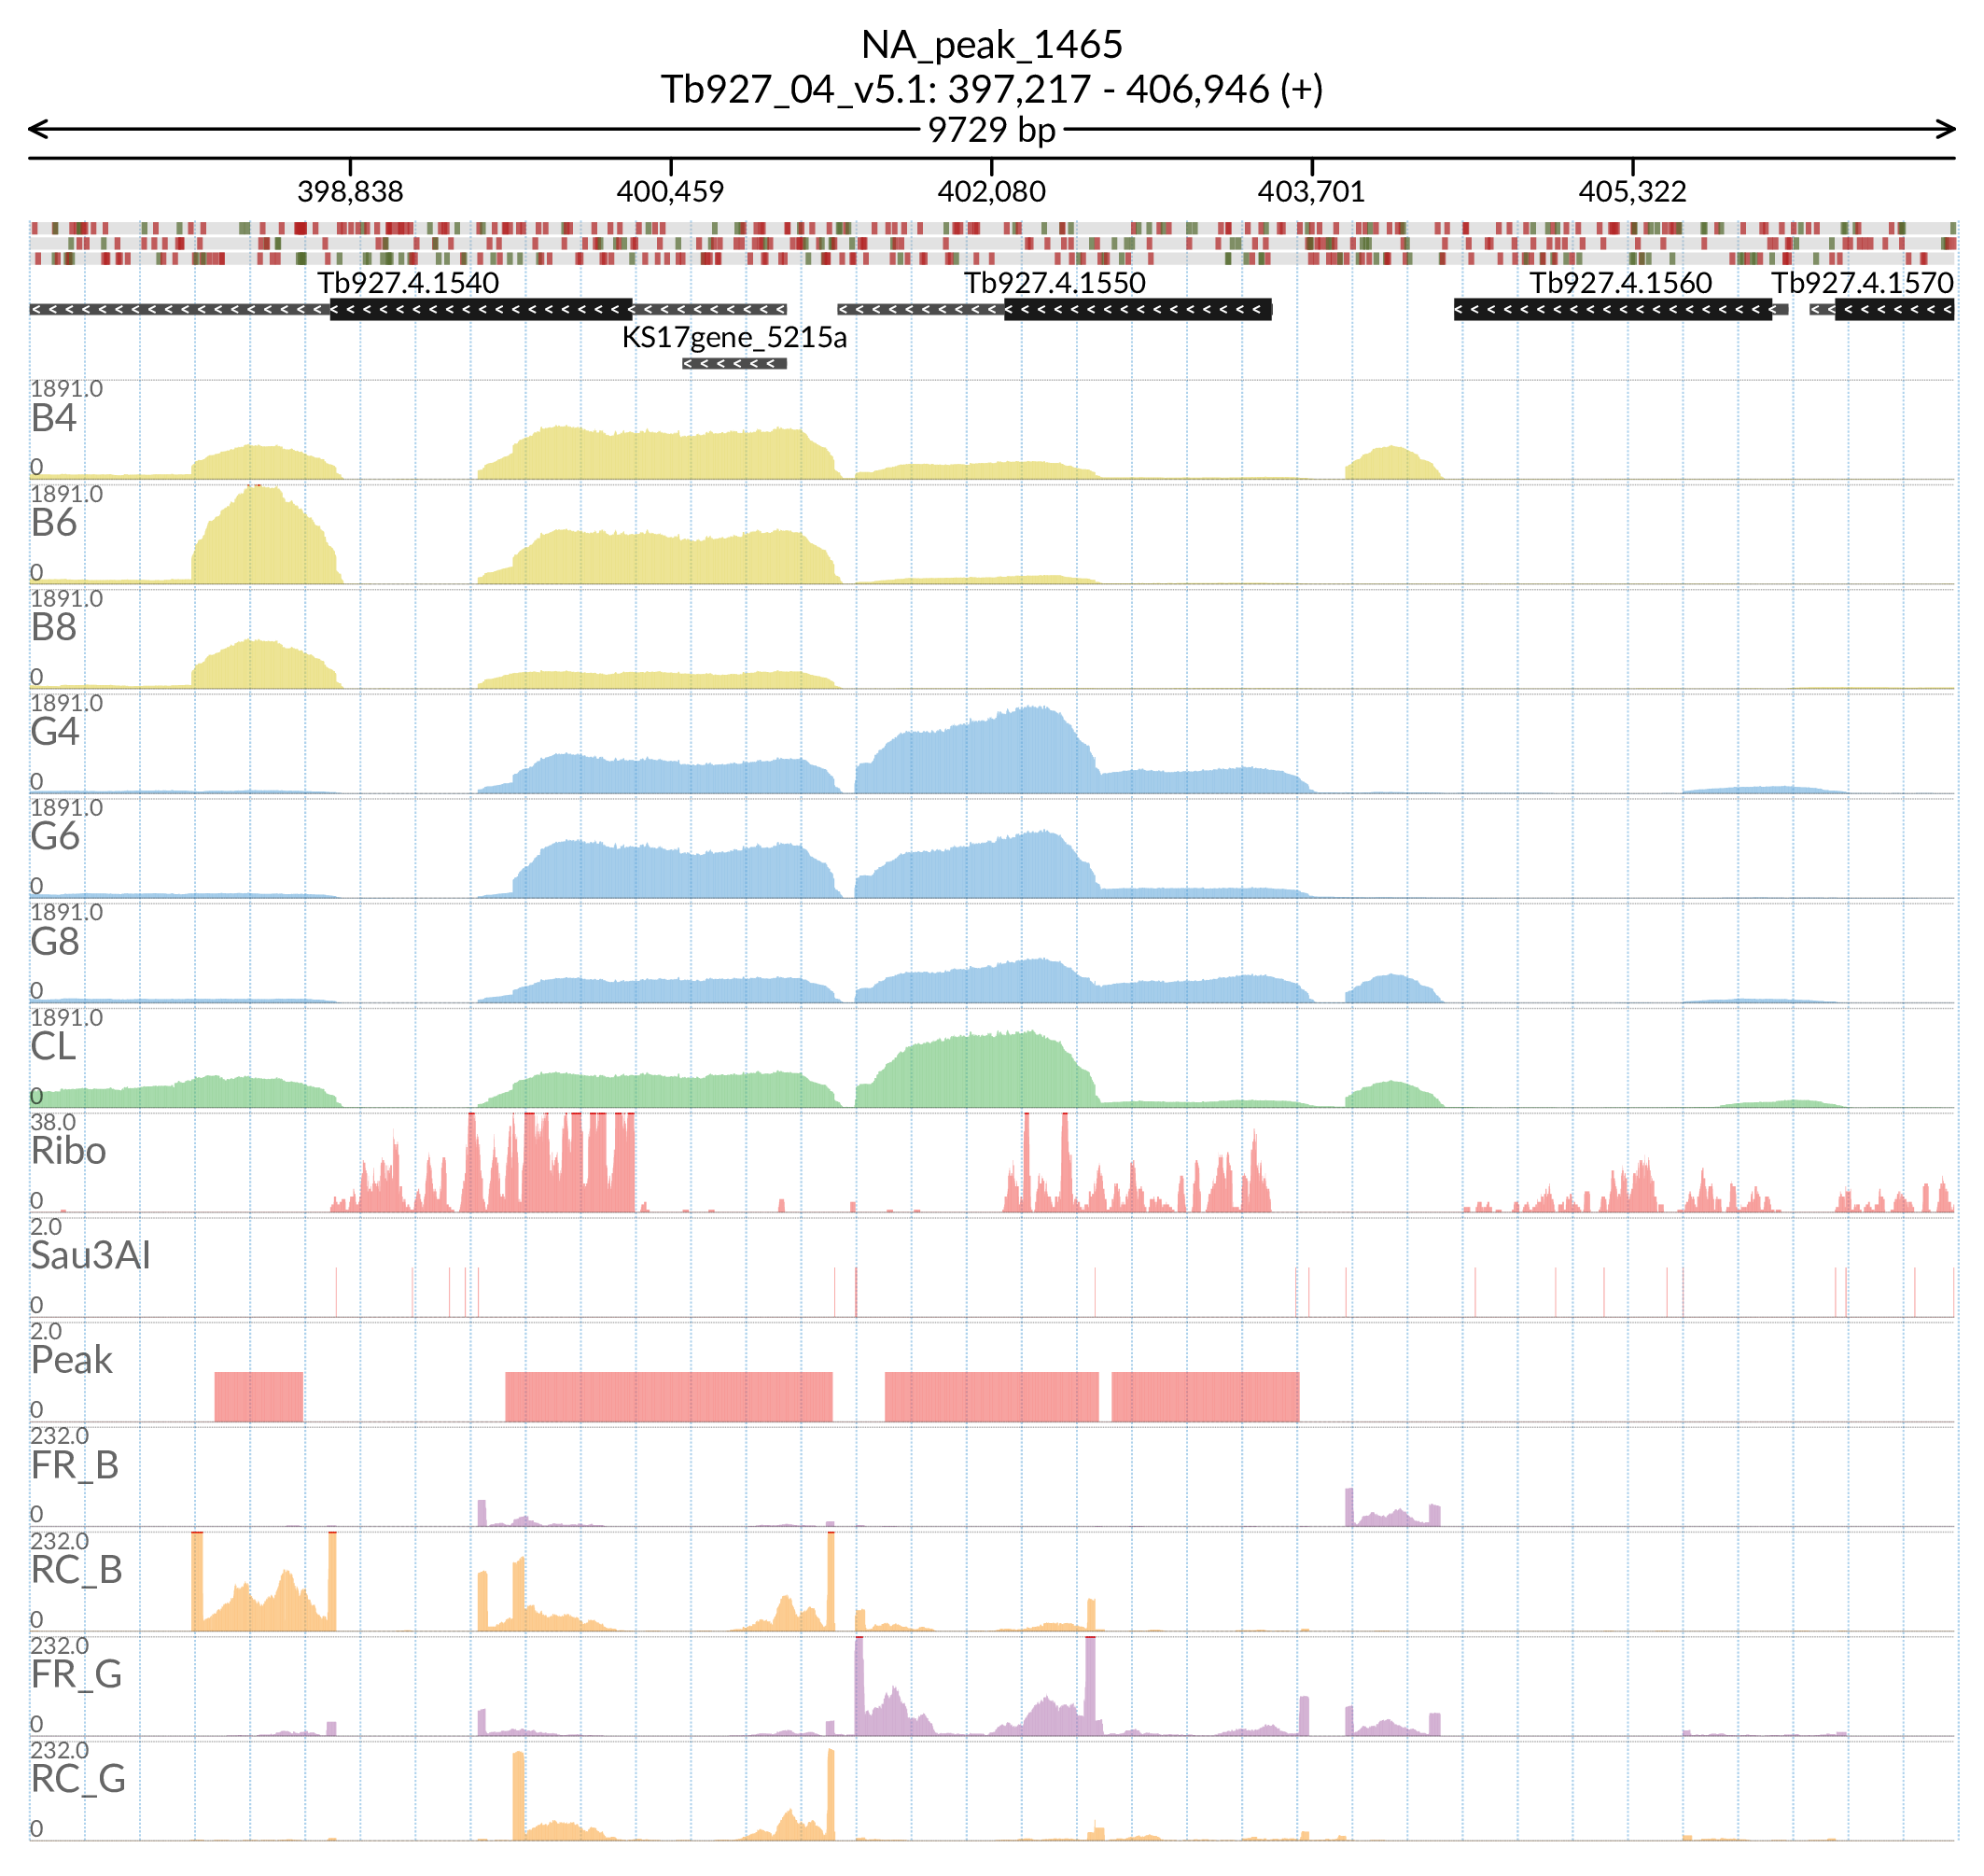 NA_peak_1465
Tb927_04_v5.1: 397,217 - 406,946 (+)
9729 bp
398,838 400,459 402,080 403,701 405,322
Tb927.4.1540 Tb927.4.1550 Tb927.4.1560 Tb927.4.1570
KS17gene_5215a
1891.0
B4
0
1891.0
B6
0
1891.0
B8
0
1891.0
G4
0
1891.0
G6
0
1891.0
G8
0
1891.0
CL
0
38.0
Ribo
0
2.0
Sau3AI
0
2.0
Peak
0
232.0
FR_B
0
232.0
RC_B
0
232.0
FR_G
0
232.0
RC_G
0